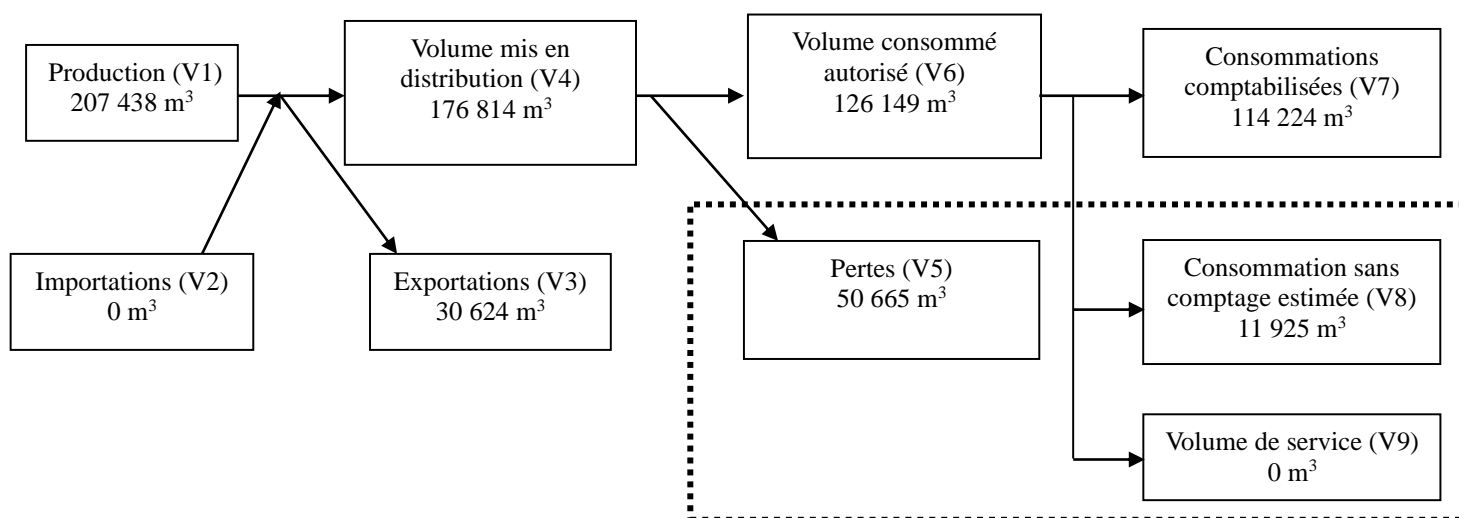 Production (V1)
207 438 m³
Volume mis en
distribution (V4)
176 814 m³
Volume consommé
autorisé (V6)
126 149 m³
Consommations
comptabilisées (V7)
114 224 m³
Importations (V2)
0 m³
Exportations (V3)
30 624 m³
Pertes (V5)
50 665 m³
Consommation sans
comptage estimée (V8)
11 925 m³
Volume de service (V9)
0 m³